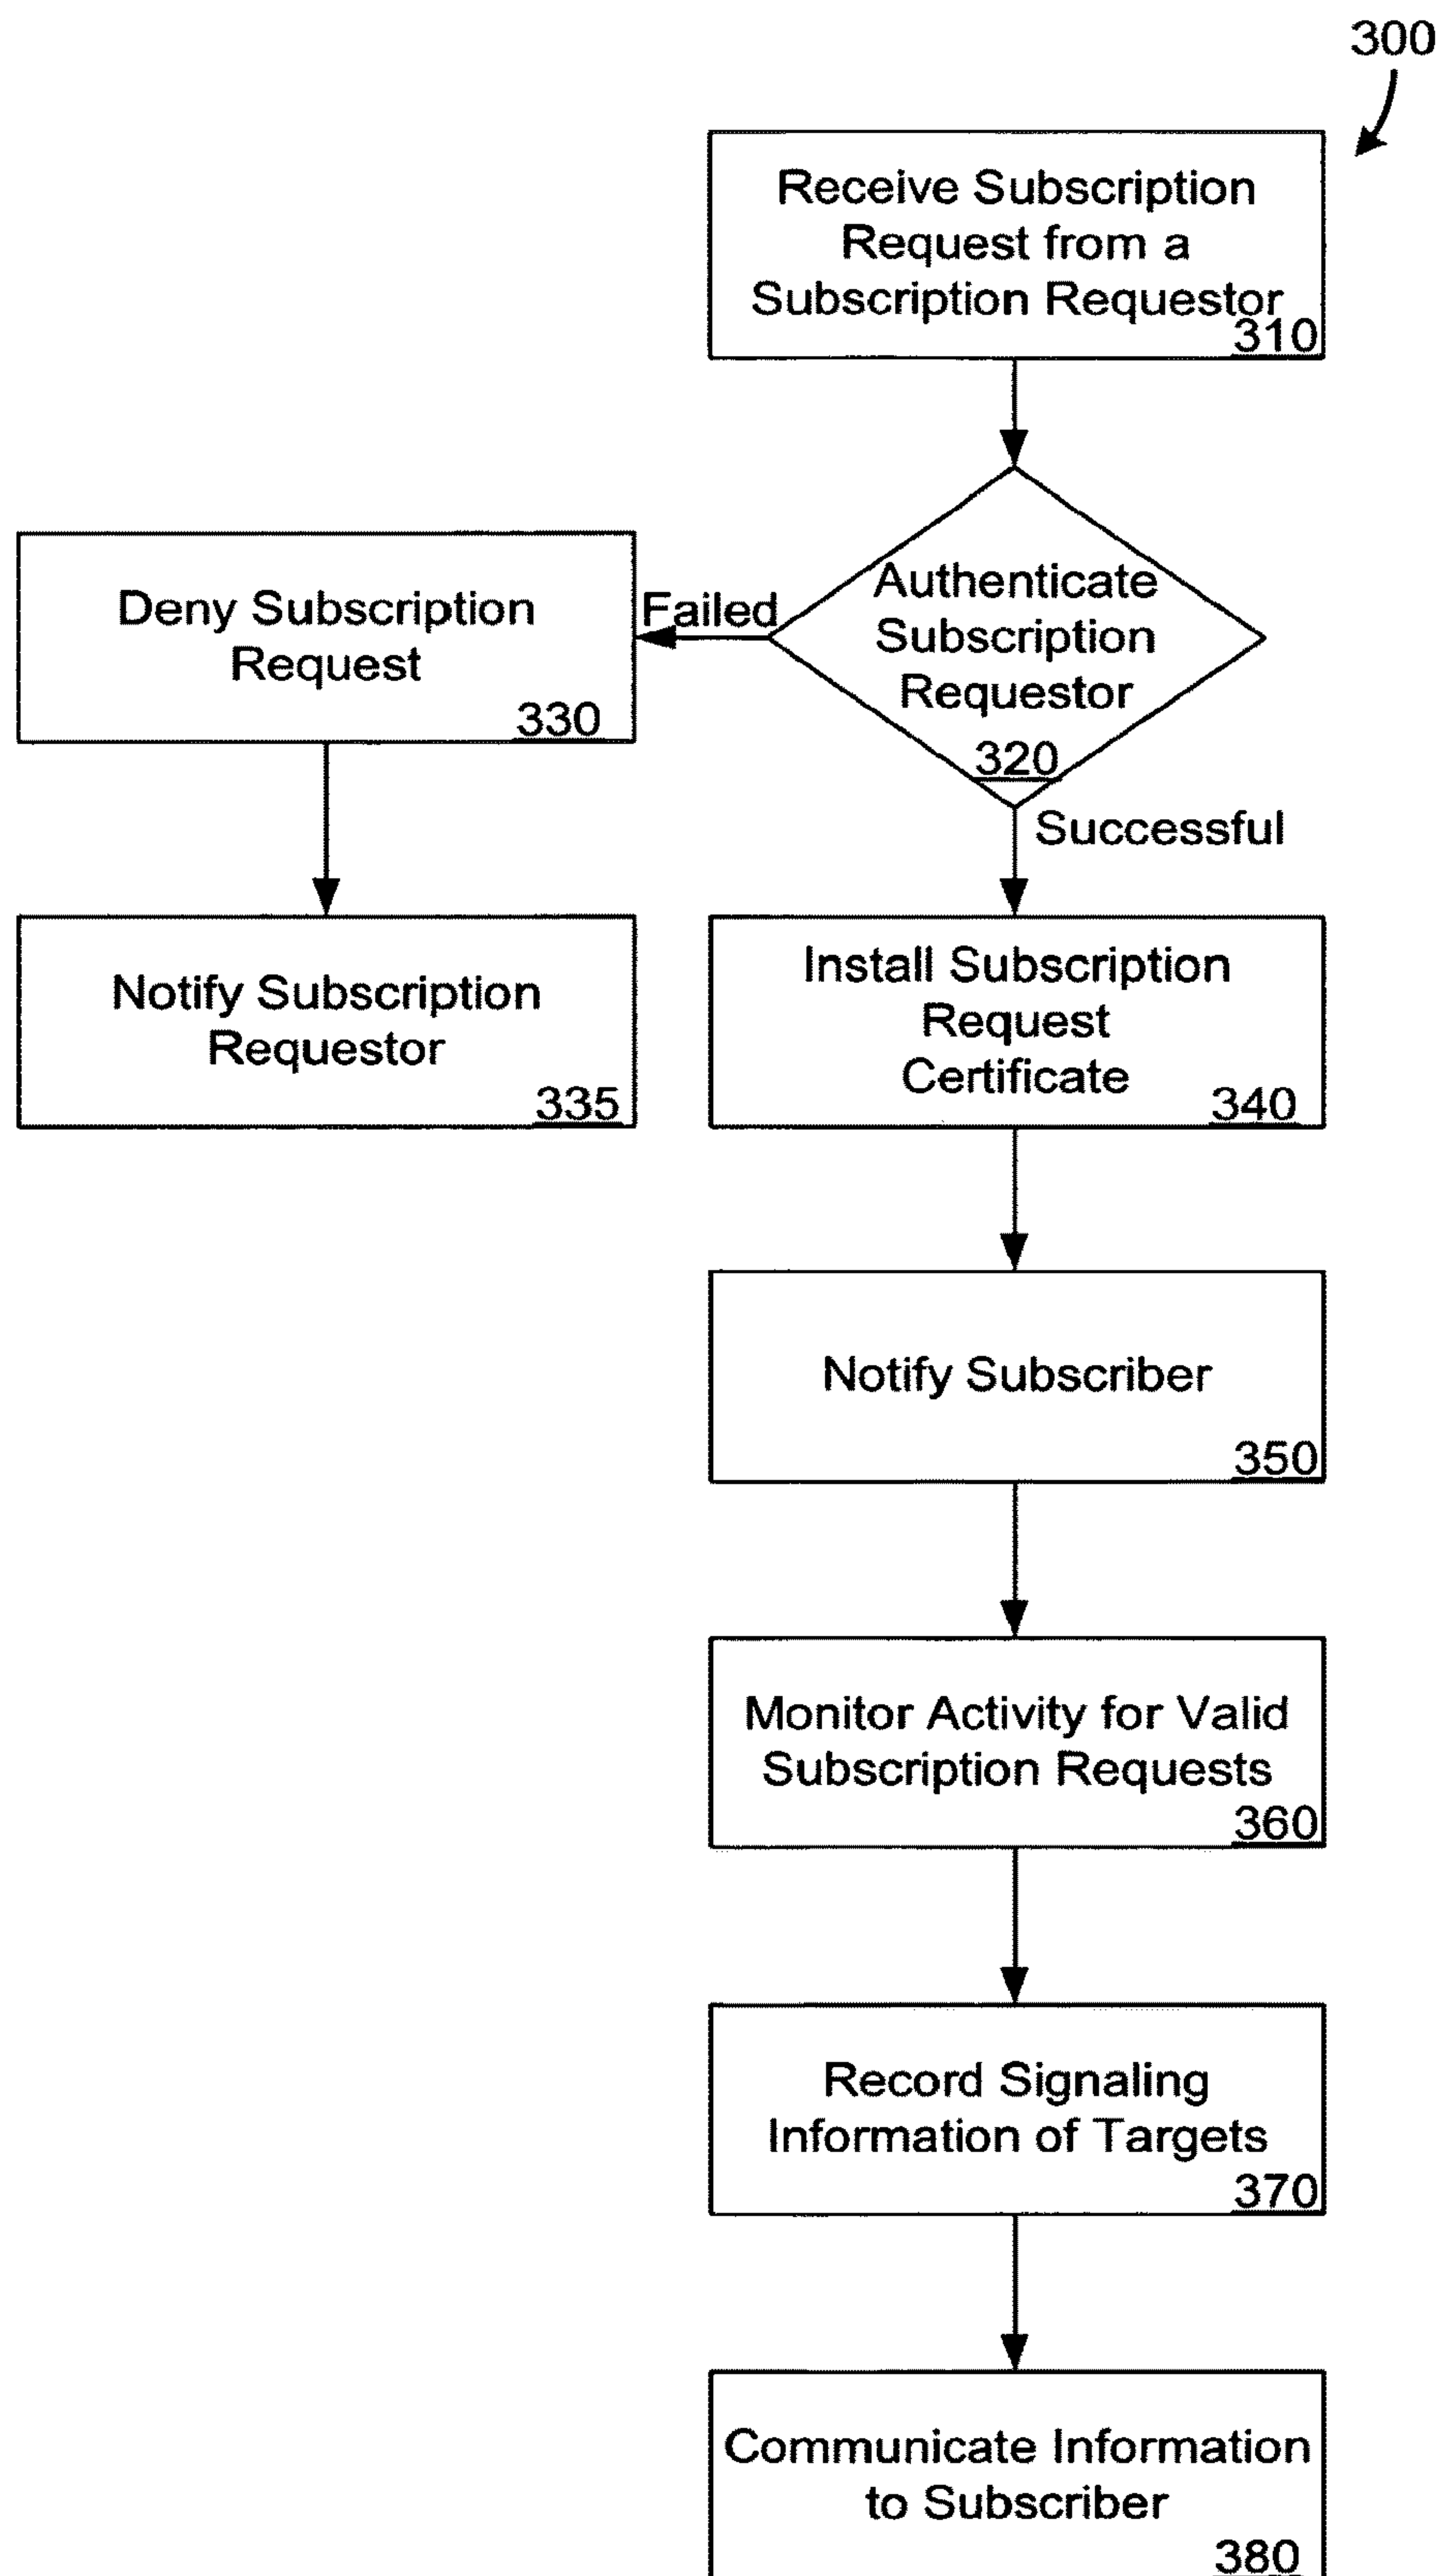 300
Receive Subscription
Request from a
Subscription Requestor
310
Authenticate
Subscription
Requestor
320
Failed
Deny Subscription
Request
330
Successful
Notify Subscription
Requestor
335
Install Subscription
Request
Certificate
340
Notify Subscriber
350
Monitor Activity for Valid
Subscription Requests
360
Record Signaling
Information of Targets
370
Communicate Information
to Subscriber
380